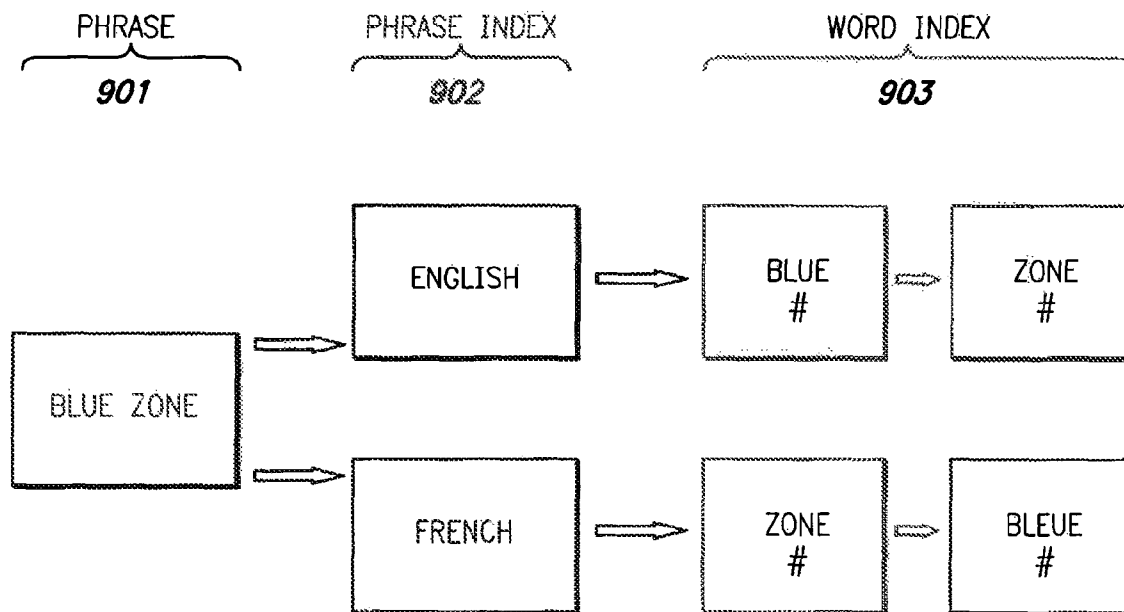 PHRASE
901
PHRASE INDEX
902
WORD INDEX
903
BLUE ZONE
ENGLISH
BLUE
#
ZONE
#
FRENCH
ZONE
#
BLEUE
#